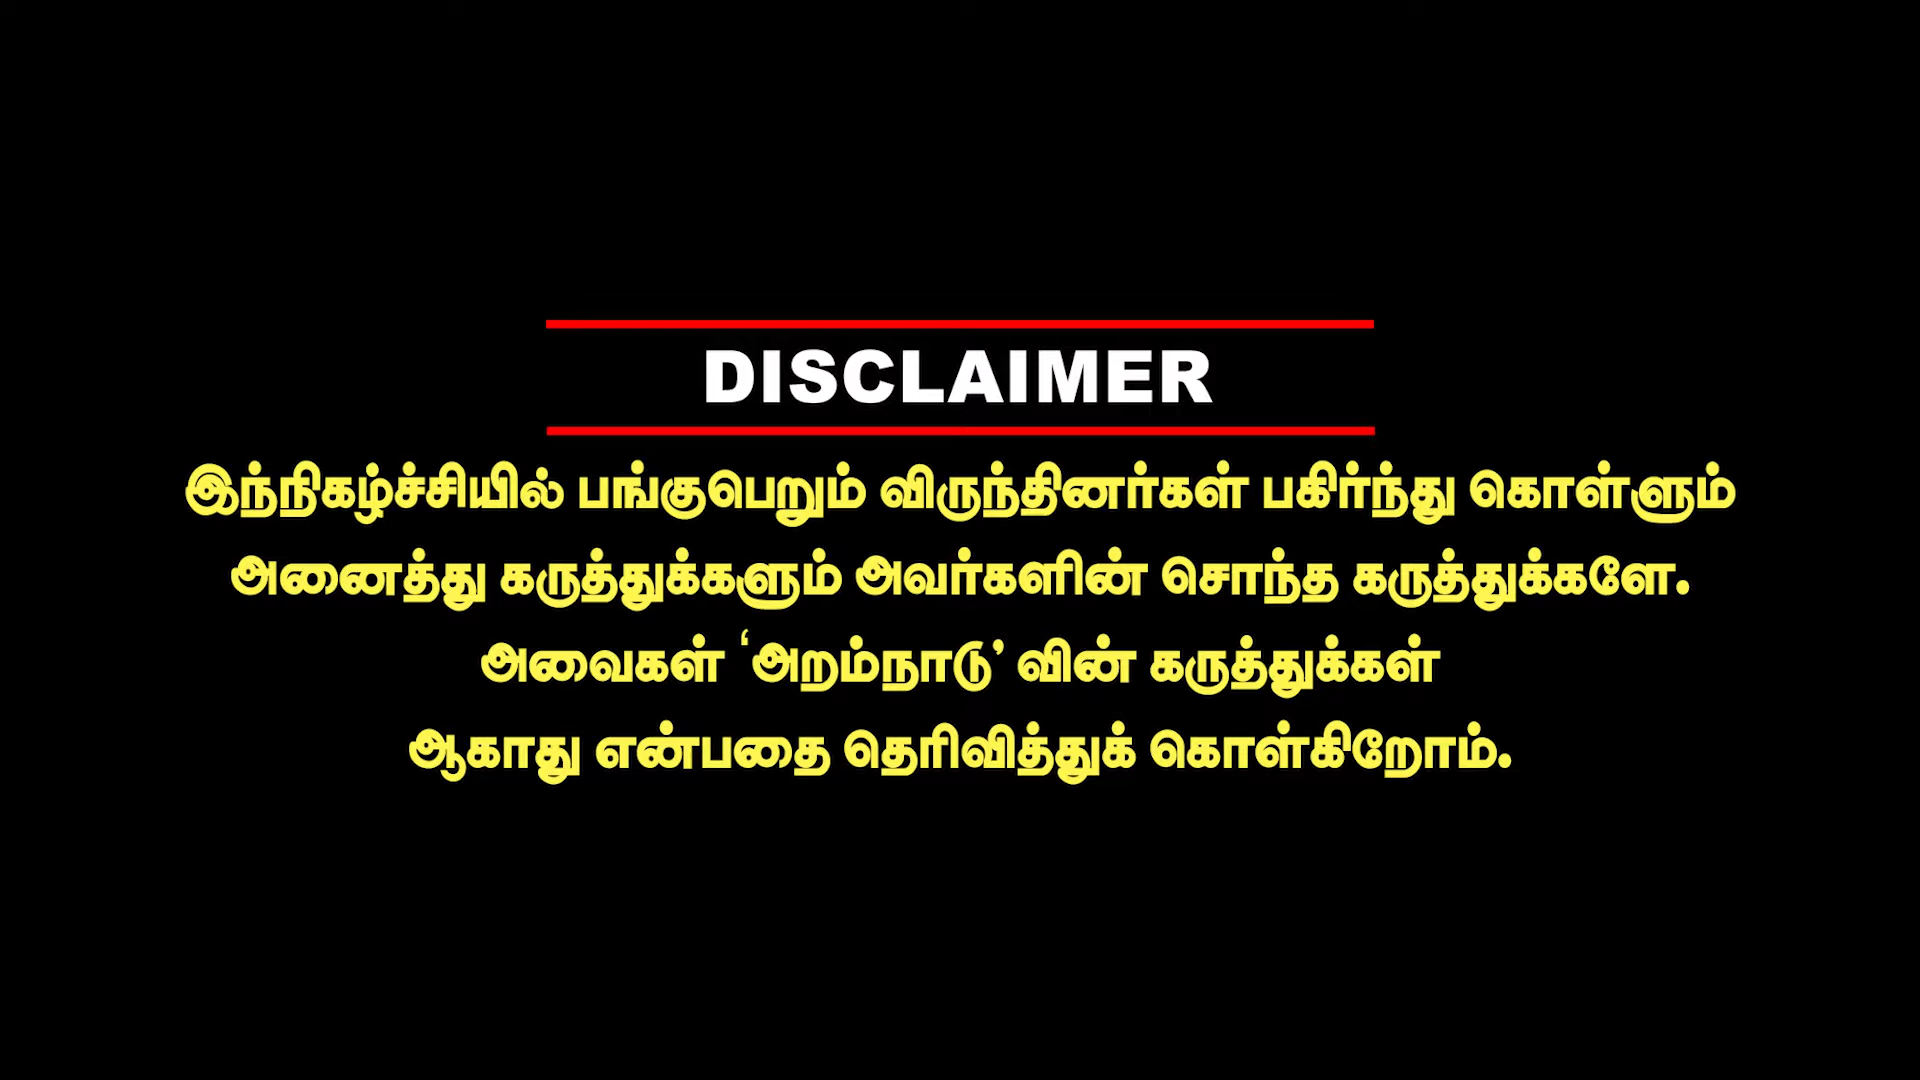 DISCLAIMER
இந்நிகழ்ச்சியில் பங்குபெறும் விருந்தினர்கள் பகிர்ந்து கொள்ளும்
அனைத்து கருத்துக்களும் அவர்களின் சொந்த கருத்துக்களே.
அவைகள் ‘அறம்நாடு’ வின் கருத்துக்கள்
ஆகாது என்பதை தெரிவித்துக் கொள்கிறோம்.